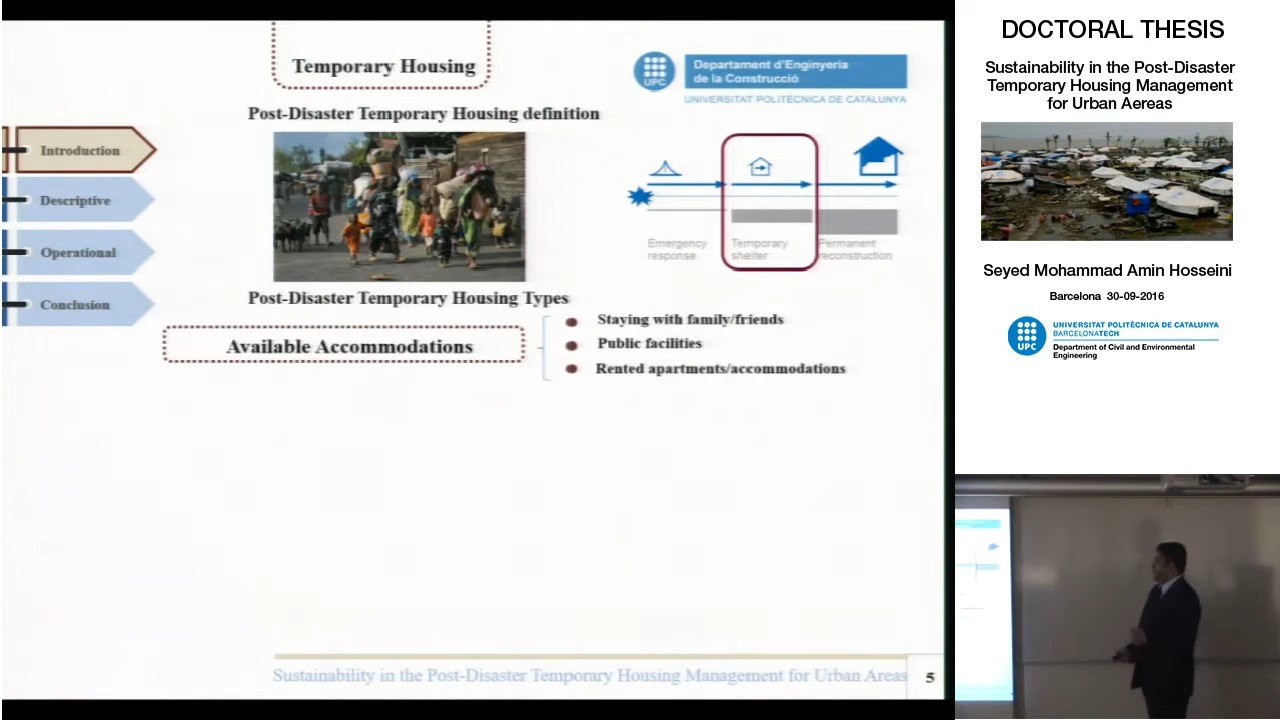 Temporary Housing
UPC
Departament d'Enginyeria
de la Construcció
UNIVERSITAT POLITÈCNICA DE CATALUNYA
Post-Disaster Temporary Housing definition
Introduction
Descriptive
Operational
Conclusion
Emergency
response
Temporary
shelter
Permanent
reconstruction
Post-Disaster Temporary Housing Types
Available Accommodations
Staying with family/friends
Public facilities
Rented apartments/accommodations
Sustainability in the Post-Disaster Temporary Housing Management for Urban Areas
5
DOCTORAL THESIS
Sustainability in the Post-Disaster
Temporary Housing Management
for Urban Aereas
Seyed Mohammad Amin Hosseini
Barcelona 30-09-2016
UPC
UNIVERSITAT POLITÈCNICA DE CATALUNYA
BARCELONATECH
Department of Civil and Environmental
Engineering